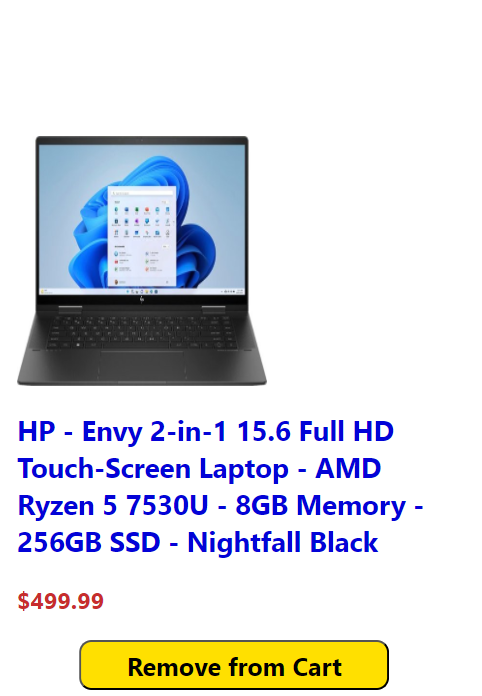 HP - Envy 2-in-1 15.6 Full HD
Touch-Screen Laptop - AMD
Ryzen 5 7530U - 8GB Memory -
256GB SSD - Nightfall Black
$499.99
Remove from Cart